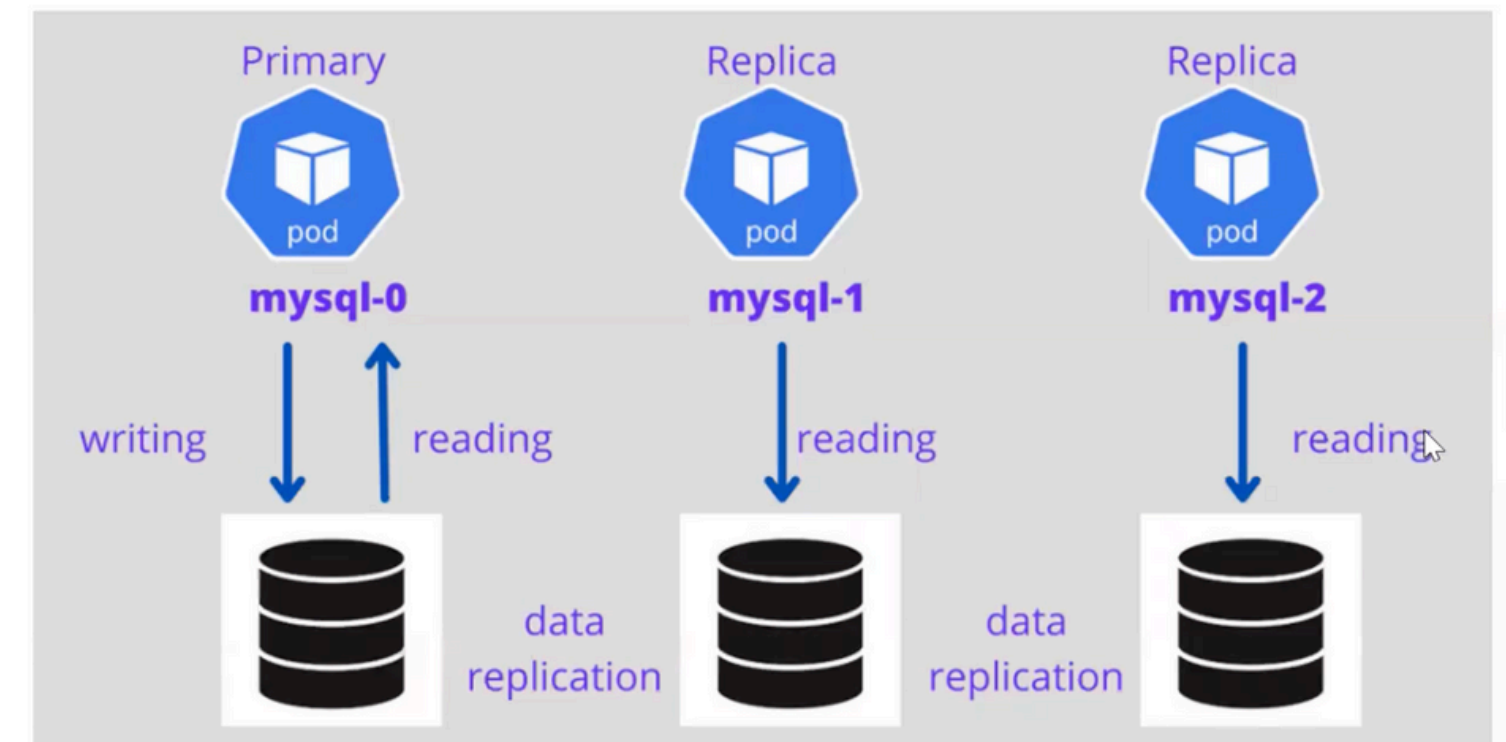 Primary
Replica
Replica
pod
pod
pod
mysql-0
mysql-1
mysql-2
writing
reading
reading
reading
data
replication
data
replication